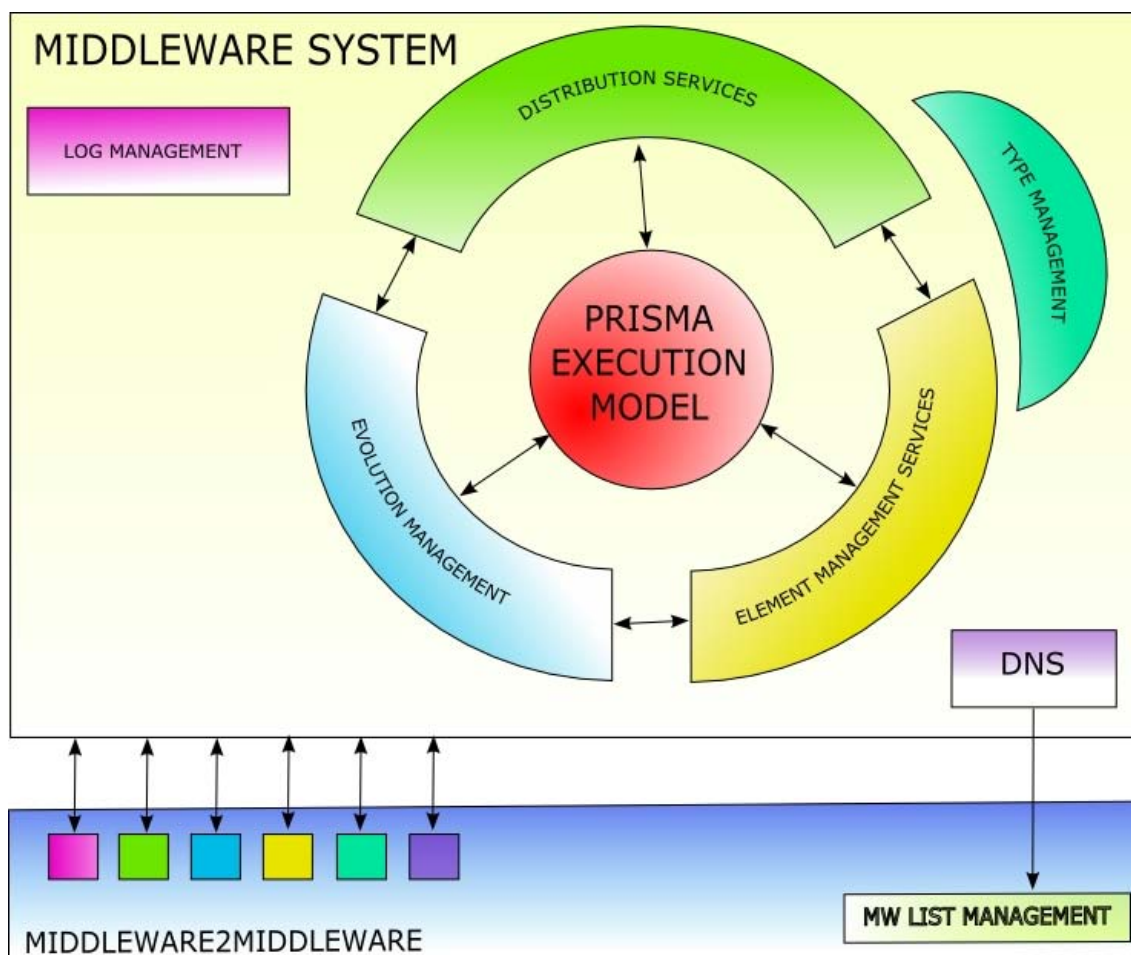 MIDDLEWARE SYSTEM
DISTRIBUTION SERVICES
LOG MANAGEMENT
TYPE MANAGEMENT
PRISMA
EXECUTION
MODEL
EVOLUTION MANAGEMENT
ELEMENT MANAGEMENT SERVICES
DNS
MW LIST MANAGEMENT
MIDDLEWARE2MIDDLEWARE